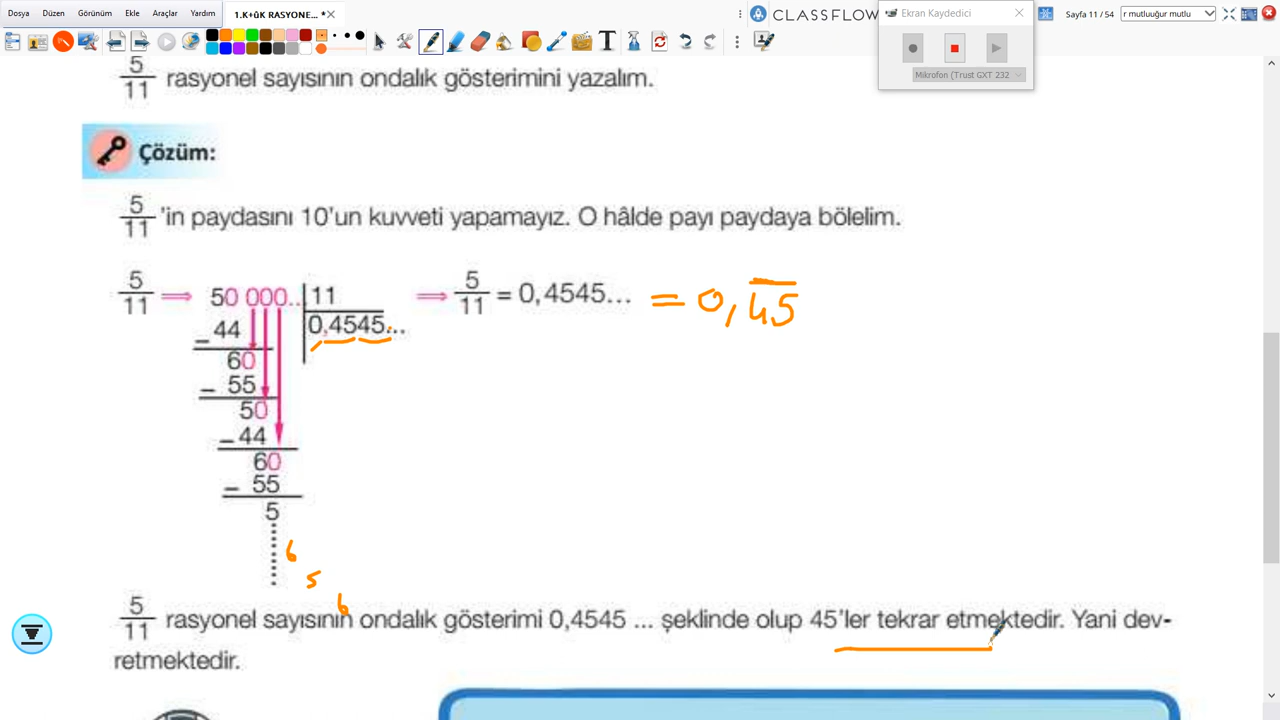 Dosya Düzen Görünüm Ekle Araçlar Yardım 1.K+ûK RASYONE... *
CLASSFLOW
Ekran Kaydedici
Sayfa 11 / 54
r mutluuğur mutlu
Mikrofon (Trust GXT 232
5/11 rasyonel sayısının ondalık gösterimini yazalım.
Çözüm:
5/11 'in paydasını 10'un kuvveti yapamayız. O hâlde payı paydaya bölelim.
5/11 ⇒ 50 000... 11 ⇒ 5/11 = 0,4545... = 0,4̅5̅
0,4545...
− 44
60
− 55
50
− 44
60
− 55
5
6
5
6
5/11 rasyonel sayısının ondalık gösterimi 0,4545 ... şeklinde olup 45'ler tekrar etmektedir. Yani dev-
retmektedir.